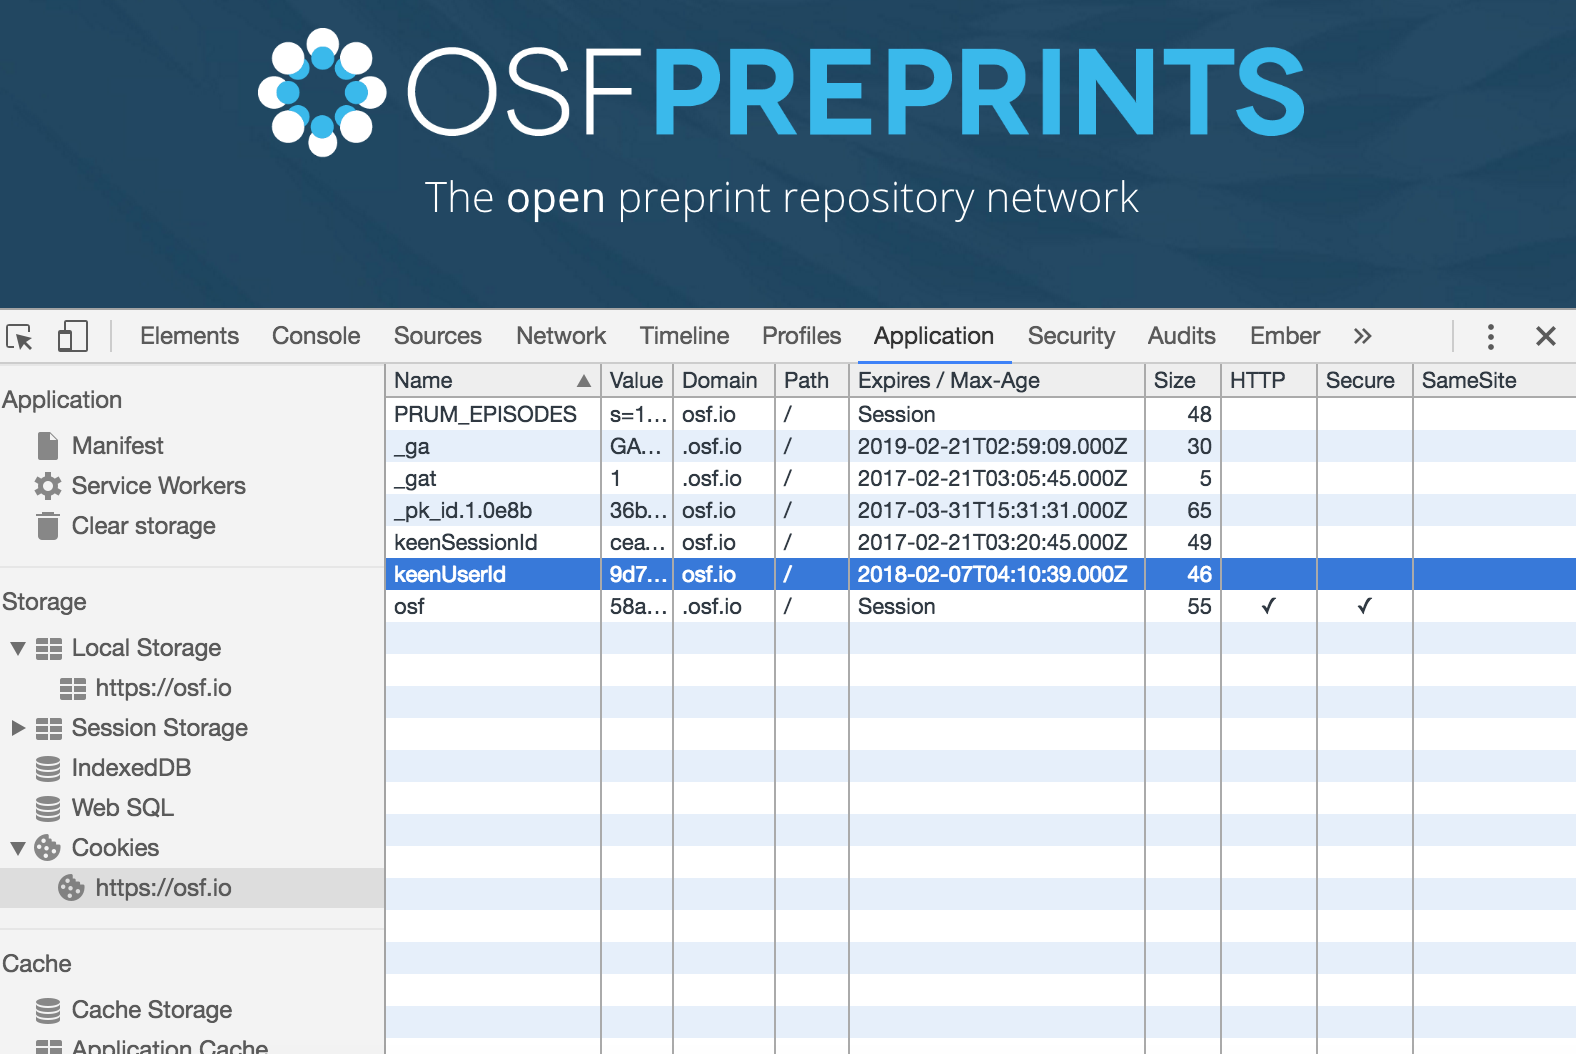 OSFPREPRINTS
The open preprint repository network
Elements Console Sources Network Timeline Profiles Application Security Audits Ember »
Application
Manifest
Service Workers
Clear storage
Storage
Local Storage
https://osf.io
Session Storage
IndexedDB
Web SQL
Cookies
https://osf.io
Cache
Cache Storage
Application Cache
Name Value Domain Path Expires / Max-Age Size HTTP Secure SameSite
PRUM_EPISODES s=1... osf.io / Session 48
_ga GA... .osf.io / 2019-02-21T02:59:09.000Z 30
_gat 1 .osf.io / 2017-02-21T03:05:45.000Z 5
_pk_id.1.0e8b 36b... osf.io / 2017-03-31T15:31:31.000Z 65
keenSessionId cea... osf.io / 2017-02-21T03:20:45.000Z 49
keenUserId 9d7... osf.io / 2018-02-07T04:10:39.000Z 46
osf 58a... .osf.io / Session 55 ✓ ✓